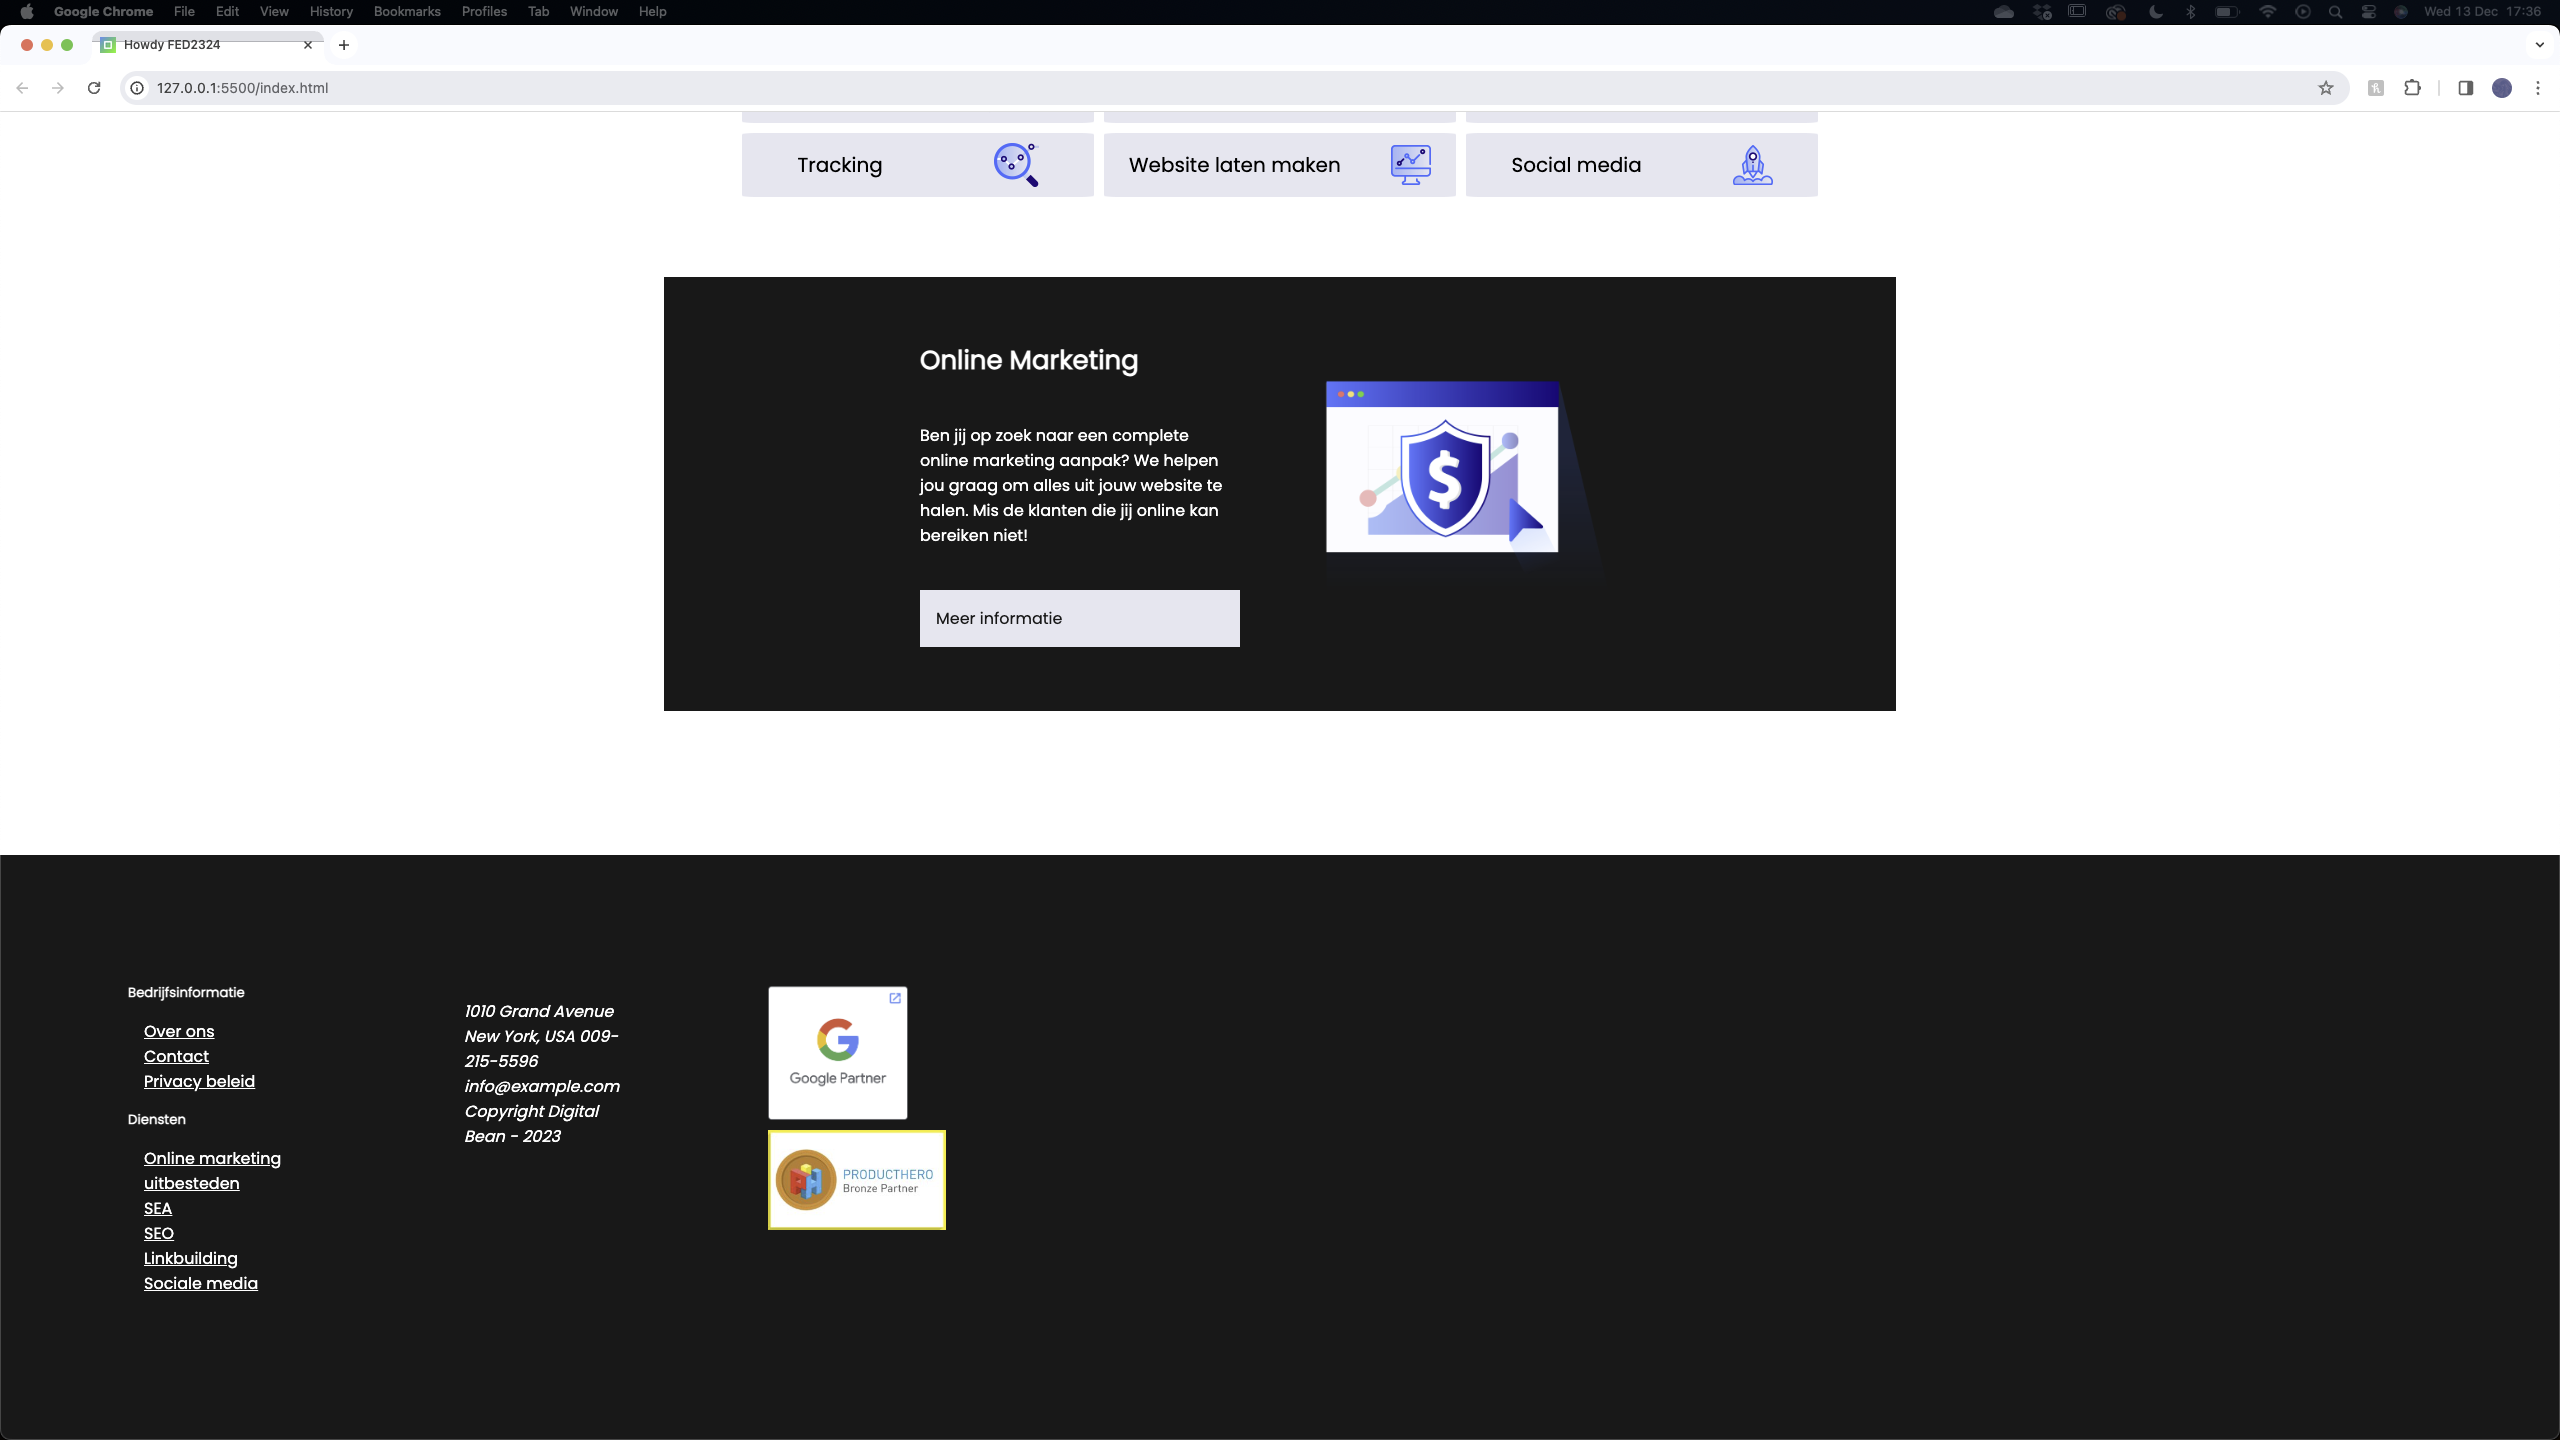 Google Chrome File Edit View History Bookmarks Profiles Tab Window Help Wed 13 Dec 17:36
Howdy FED2324
127.0.0.1:5500/index.html
Tracking
Website laten maken
Social media
Online Marketing
Ben jij op zoek naar een complete
online marketing aanpak? We helpen
jou graag om alles uit jouw website te
halen. Mis de klanten die jij online kan
bereiken niet!
$
Meer informatie
Bedrijfsinformatie
Over ons
Contact
Privacy beleid
Diensten
Online marketing
uitbesteden
SEA
SEO
Linkbuilding
Sociale media
1010 Grand Avenue
New York, USA 009-
215-5596
info@example.com
Copyright Digital
Bean - 2023
Google Partner
PRODUCTHERO
Bronze Partner